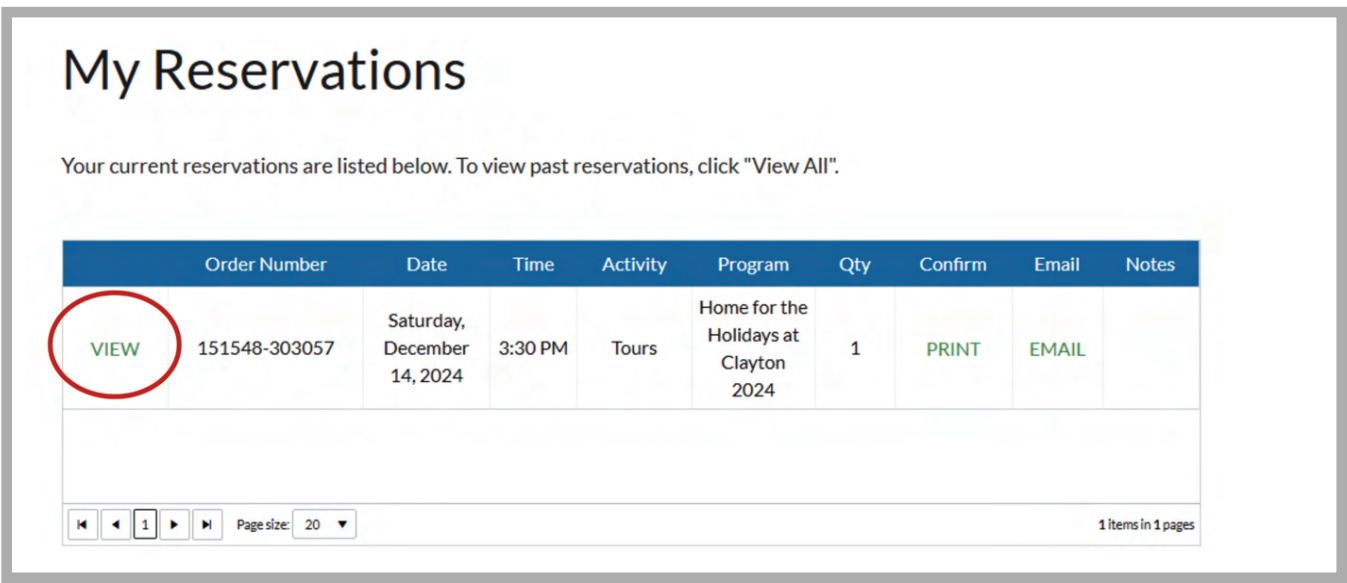 My Reservations
Your current reservations are listed below. To view past reservations, click "View All".
Order Number Date Time Activity Program Qty Confirm Email Notes
VIEW 151548-303057 Saturday, December 14, 2024 3:30 PM Tours Home for the Holidays at Clayton 2024 1 PRINT EMAIL
1 Page size: 20 1 items in 1 pages